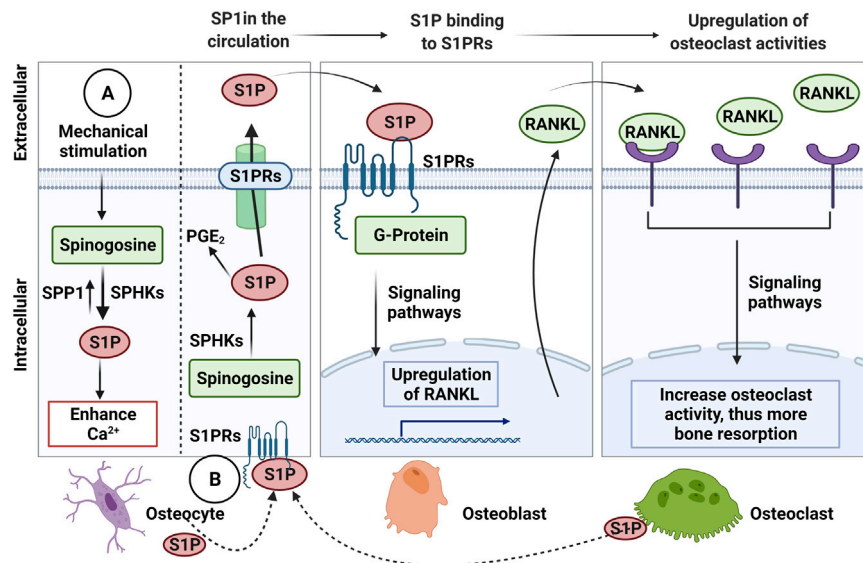 SP1in the
circulation
S1P binding
to S1PRs
Upregulation of
osteoclast activities
Extracellular
Intracellular
A
Mechanical
stimulation
Spinogosine
SPP1
SPHKs
S1P
Enhance
Ca²⁺
S1P
S1PRs
PGE₂
S1P
SPHKs
Spinogosine
S1PRs
B
S1P
S1P
S1PRs
G-Protein
Signaling
pathways
Upregulation
of RANKL
RANKL
RANKL
RANKL
RANKL
Signaling
pathways
Increase osteoclast
activity, thus more
bone resorption
Osteocyte
S1P
Osteoblast
S1P
Osteoclast